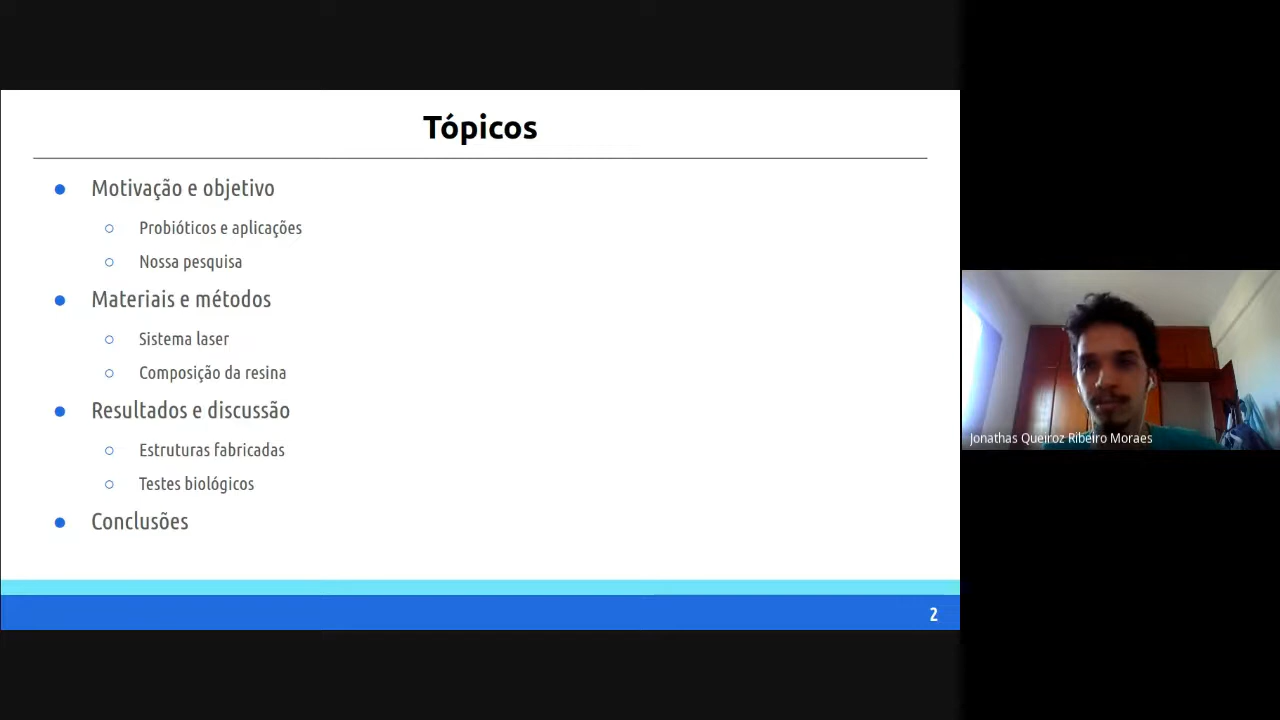 Tópicos
Motivação e objetivo
Probióticos e aplicações
Nossa pesquisa
Materiais e métodos
Sistema laser
Composição da resina
Resultados e discussão
Estruturas fabricadas
Testes biológicos
Conclusões
2
Jonathas Queiroz Ribeiro Moraes